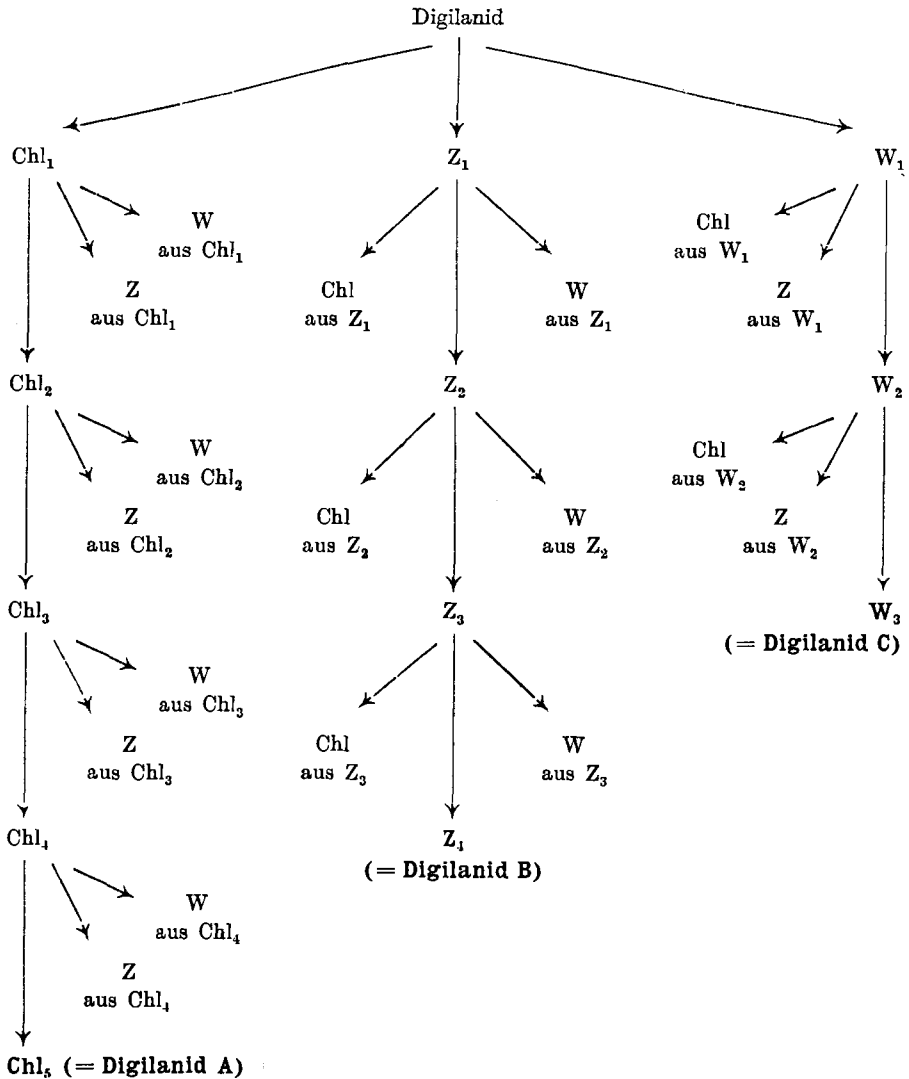 Digilanid
Chl₁ Z₁ W₁
W Chl
aus Chl₁ aus W₁
Z Chl W Z
aus Chl₁ aus Z₁ aus Z₁ aus W₁
Chl₂ Z₂ W₂
W Chl
aus Chl₂ aus W₂
Z Chl W Z
aus Chl₂ aus Z₂ aus Z₂ aus W₂
Chl₃ Z₃ W₃
(= Digilanid C)
W
aus Chl₃
Z Chl W
aus Chl₃ aus Z₃ aus Z₃
Chl₄ Z₄
(= Digilanid B)
W
aus Chl₄
Z
aus Chl₄
Chl₅ (= Digilanid A)